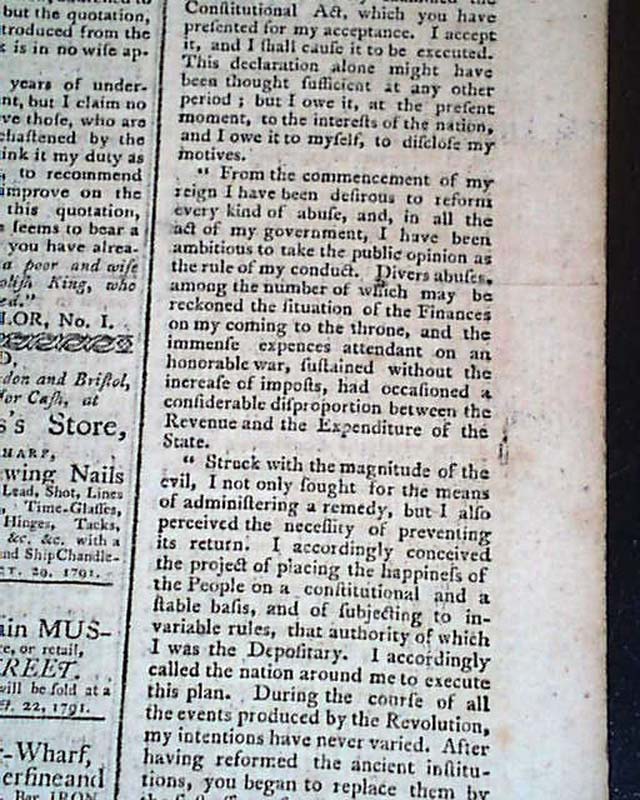 but the quotation,
troduced from the
is in no wise ap-
years of under-
nt, but I claim no
ve those, who are
chastened by the
ink it my duty as
, to recommend
improve on the
this quotation,
seems to bear a
you have alrea-
a poor and wiſe
oliſh King, who
ed."
LOR, No. I.
D,
don and Briſtol,
for Caſh, at
s's Store,
HARF,
wing Nails
Lead, Shot, Lines
, Time-Glaſſes,
Hinges, Tacks,
&c. &c. with a
nd Ship Chandle-
CT. 29. 1791.
ain MUS-
re, or retail,
REET.
will be ſold at a
22, 1791.
-Wharf,
erfine and
Bar IRON
Conſtitutional Act, which you have
preſented for my acceptance. I accept
it, and I ſhall cauſe it to be executed.
This declaration alone might have
been thought ſufficient at any other
period ; but I owe it, at the preſent
moment, to the intereſts of the nation,
and I owe it to myſelf, to diſcloſe my
motives.
" From the commencement of my
reign I have been deſirous to reform
every kind of abuſe, and, in all the
act of my government, I have been
ambitious to take the public opinion as
the rule of my conduct. Divers abuſes,
among the number of which may be
reckoned the ſituation of the Finances
on my coming to the throne, and the
immenſe expences attendant on an
honorable war, ſuſtained without the
increaſe of impoſts, had occaſioned a
conſiderable diſproportion between the
Revenue and the Expenditure of the
State.
" Struck with the magnitude of the
evil, I not only ſought for the means
of adminiſtering a remedy, but I alſo
perceived the neceſſity of preventing
its return. I accordingly conceived
the project of placing the happineſs of
the People on a conſtitutional and a
ſtable baſis, and of ſubjecting to in-
variable rules, that authority of which
I was the Depoſitary. I accordingly
called the nation around me to execute
this plan. During the courſe of all
the events produced by the Revolution,
my intentions have never varied. After
having reformed the ancient inſtitu-
tions, you began to replace them by